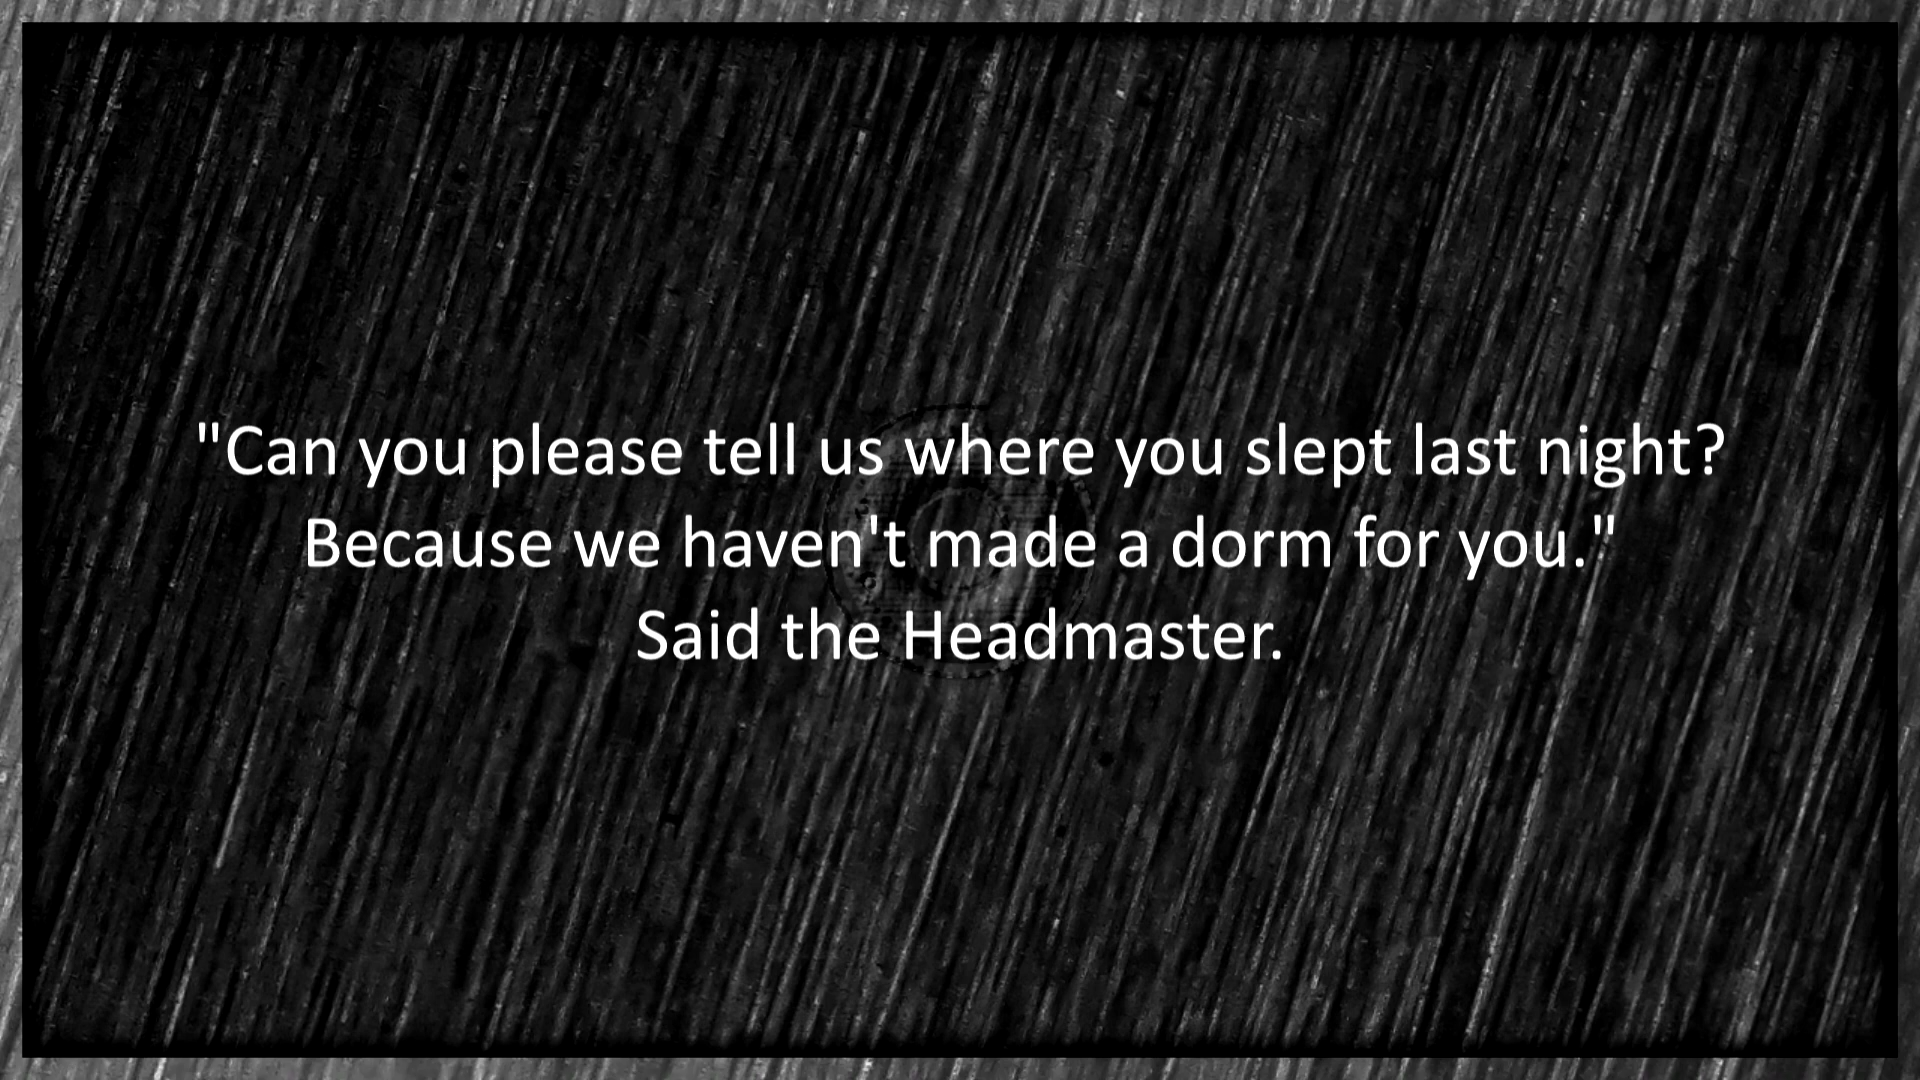 "Can you please tell us where you slept last night?
Because we haven't made a dorm for you."
Said the Headmaster.